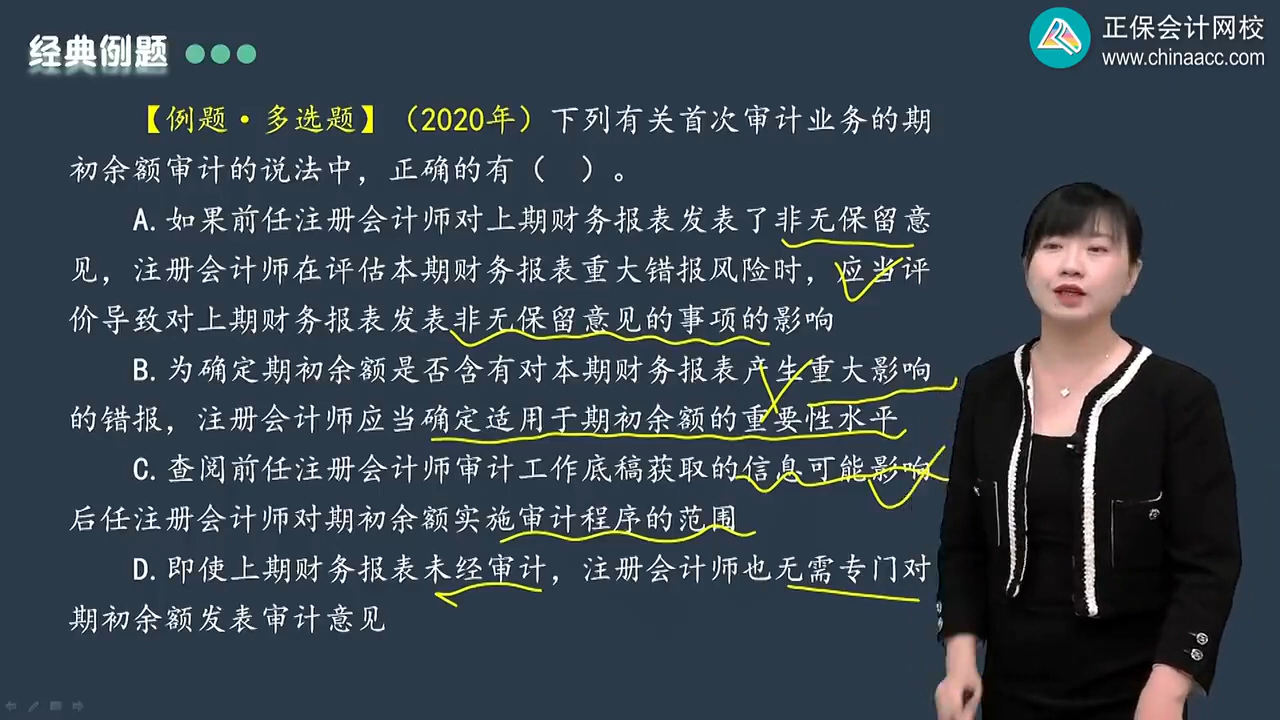 经典例题
正保会计网校
www.chinaacc.com
【例题·多选题】（2020年）下列有关首次审计业务的期
初余额审计的说法中，正确的有（ ）。
A.如果前任注册会计师对上期财务报表发表了非无保留意
见，注册会计师在评估本期财务报表重大错报风险时，应当评
价导致对上期财务报表发表非无保留意见的事项的影响
B.为确定期初余额是否含有对本期财务报表产生重大影响
的错报，注册会计师应当确定适用于期初余额的重要性水平
C.查阅前任注册会计师审计工作底稿获取的信息可能影响
后任注册会计师对期初余额实施审计程序的范围
D.即使上期财务报表未经审计，注册会计师也无需专门对
期初余额发表审计意见